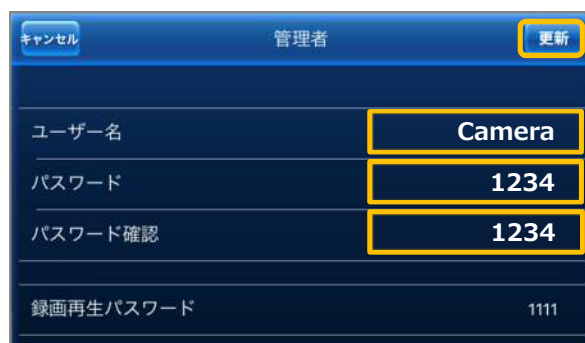 キャンセル 管理者 更新
ユーザー名 Camera
パスワード 1234
パスワード確認 1234
録画再生パスワード 1111